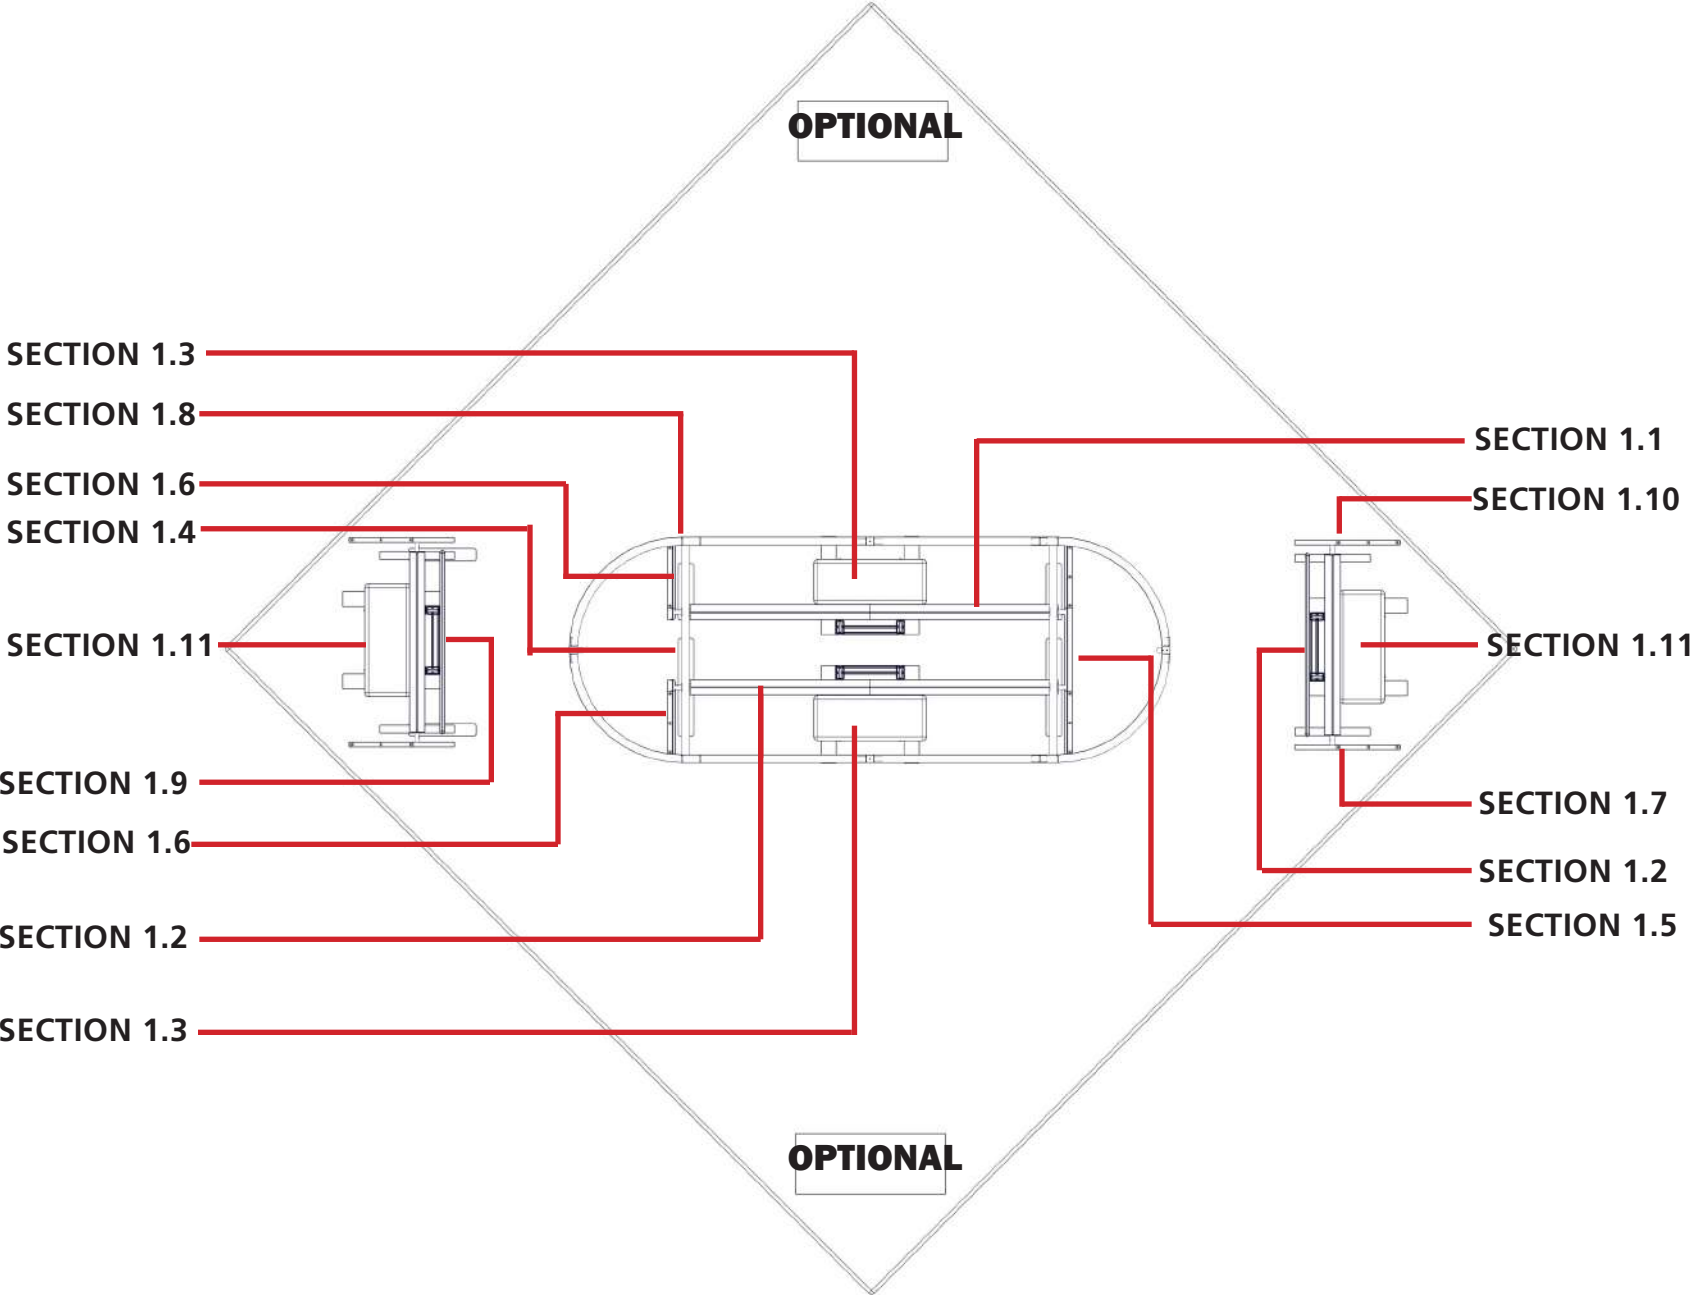 OPTIONAL
SECTION 1.3
SECTION 1.8
SECTION 1.6
SECTION 1.4
SECTION 1.11
SECTION 1.9
SECTION 1.6
SECTION 1.2
SECTION 1.3
SECTION 1.1
SECTION 1.10
SECTION 1.11
SECTION 1.7
SECTION 1.2
SECTION 1.5
OPTIONAL